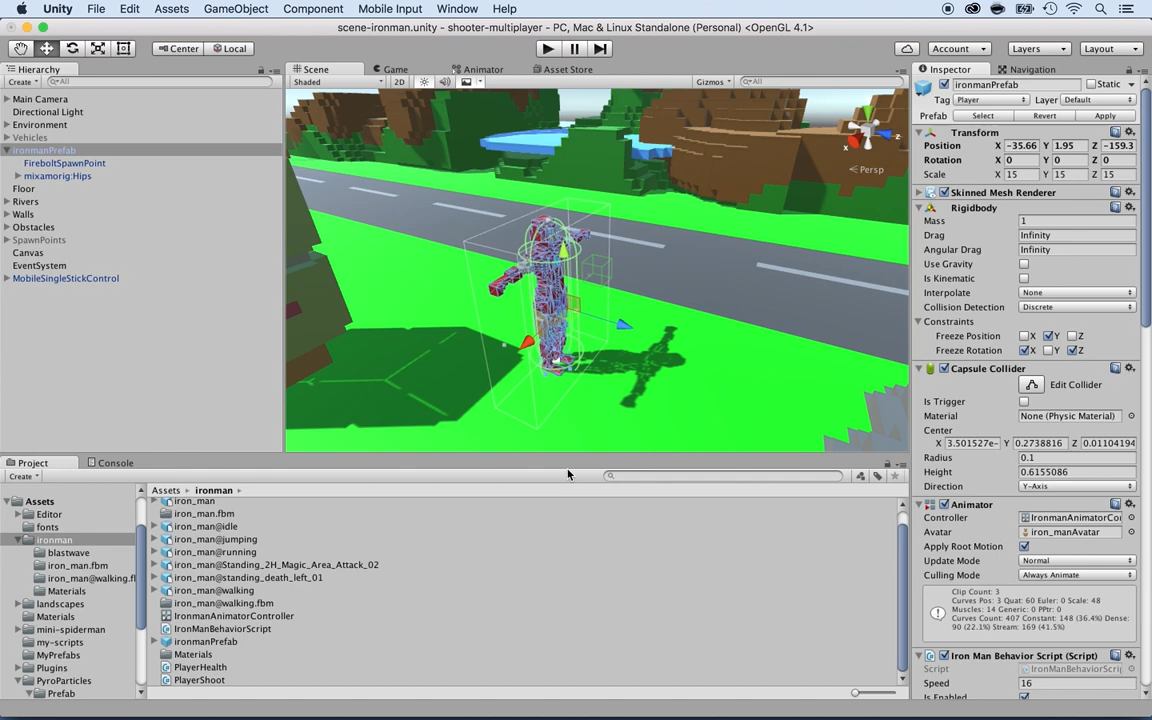 Unity File Edit Assets GameObject Component Mobile Input Window Help
scene-ironman.unity - shooter-multiplayer - PC, Mac & Linux Standalone (Personal) <OpenGL 4.1>
Center Local Account Layers Layout
Hierarchy
Create All
Main Camera
Directional Light
Environment
Vehicles
ironmanPrefab
FireboltSpawnPoint
mixamorig:Hips
Floor
Rivers
Walls
Obstacles
SpawnPoints
Canvas
EventSystem
MobileSingleStickControl
Scene Game Animator Asset Store
Shaded 2D Gizmos All
x z
Persp
Inspector Navigation
ironmanPrefab Static
Tag Player Layer Default
Prefab Select Revert Apply
Transform
Position X -35.66 Y 1.95 Z -159.3
Rotation X 0 Y 0 Z 0
Scale X 15 Y 15 Z 15
Skinned Mesh Renderer
Rigidbody
Mass 1
Drag Infinity
Angular Drag Infinity
Use Gravity
Is Kinematic
Interpolate None
Collision Detection Discrete
Constraints
Freeze Position X Y Z
Freeze Rotation X Y Z
Capsule Collider
Edit Collider
Is Trigger
Material None (Physic Material)
Center
X 3.501527e- Y 0.2738816 Z 0.01104194
Radius 0.1
Height 0.6155086
Direction Y-Axis
Animator
Controller IronmanAnimatorCo
Avatar iron_manAvatar
Apply Root Motion
Update Mode Normal
Culling Mode Always Animate
Clip Count: 3
Curves Pos: 3 Quat: 60 Euler: 0 Scale: 48
Muscles: 14 Generic: 0 PPtr: 0
Curves Count: 407 Constant: 148 (36.4%) Dense:
90 (22.1%) Stream: 169 (41.5%)
Iron Man Behavior Script (Script)
Script IronManBehaviorScri
Speed 16
Is Enabled
Project Console
Create
Assets
Editor
fonts
ironman
blastwave
iron_man.fbm
iron_man@walking.f
Materials
landscapes
Materials
mini-spiderman
my-scripts
MyPrefabs
Plugins
PyroParticles
Prefab
Assets ironman
iron_man
iron_man.fbm
iron_man@idle
iron_man@jumping
iron_man@running
iron_man@Standing_2H_Magic_Area_Attack_02
iron_man@standing_death_left_01
iron_man@walking
iron_man@walking.fbm
IronmanAnimatorController
IronManBehaviorScript
ironmanPrefab
Materials
PlayerHealth
PlayerShoot